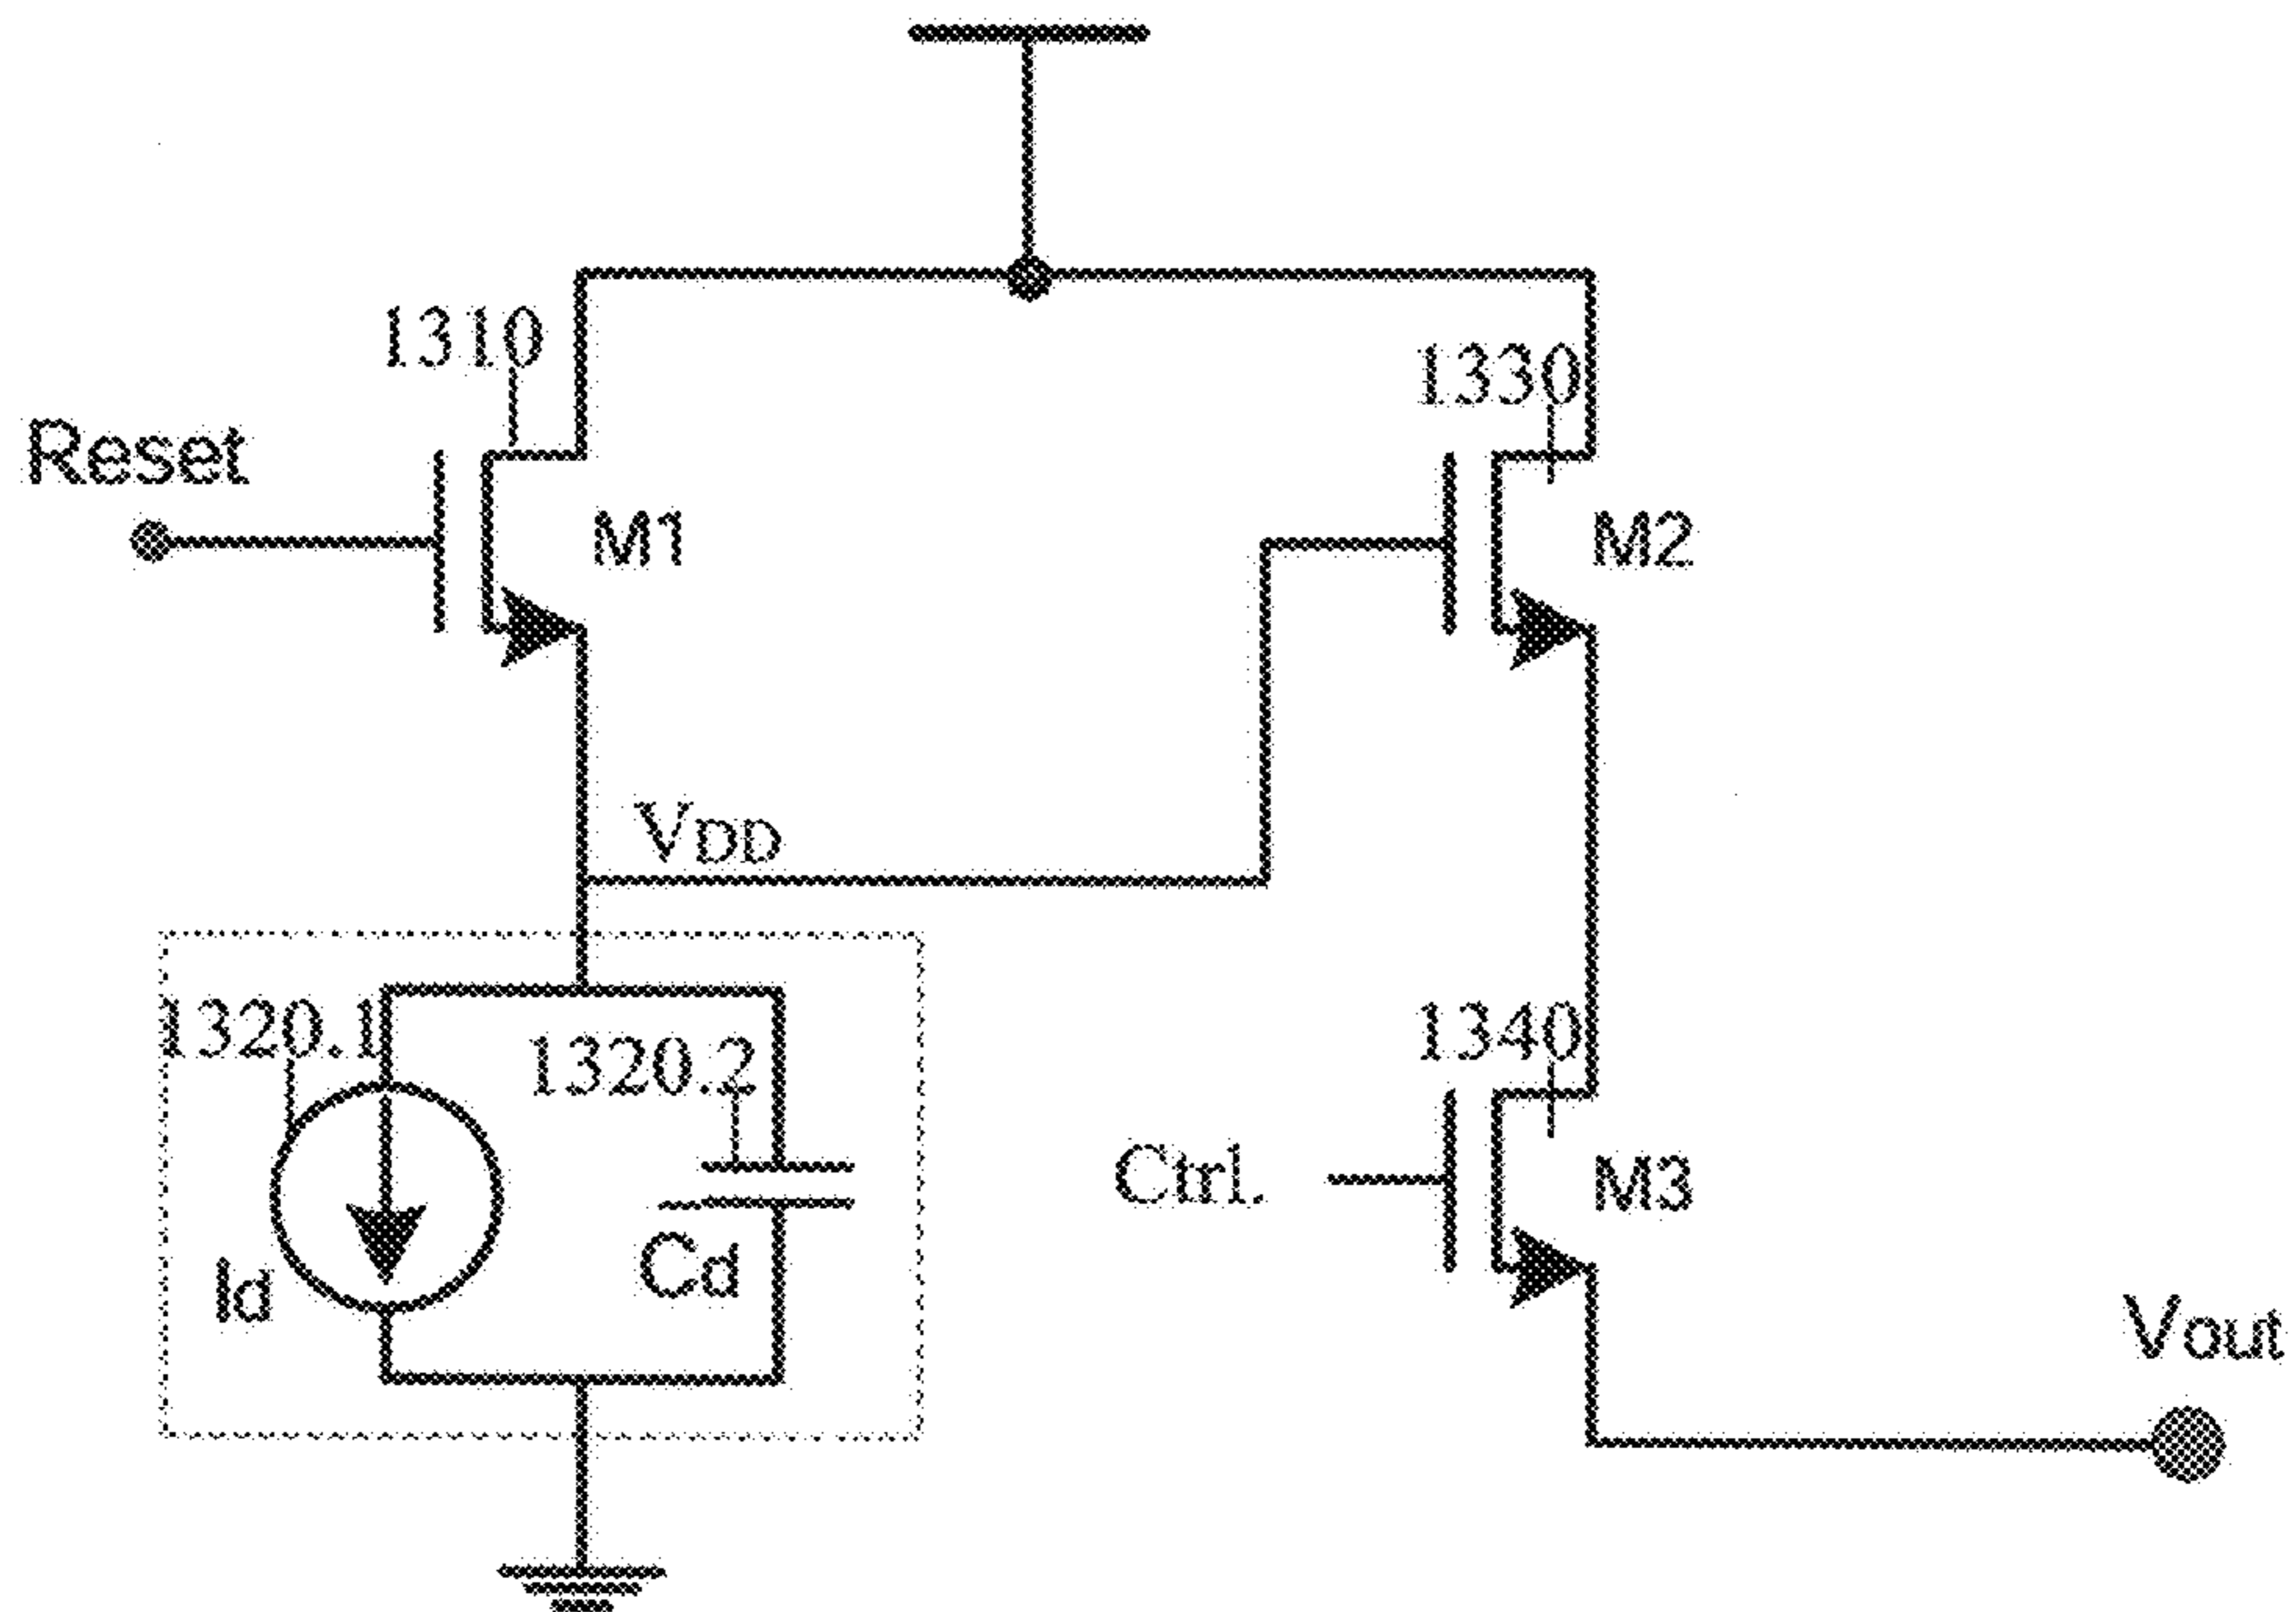 1310
1330
Reset
M1
M2
VDD
1320.1
1320.2
1340
Ctrl.
M3
Id
Cd
Vout